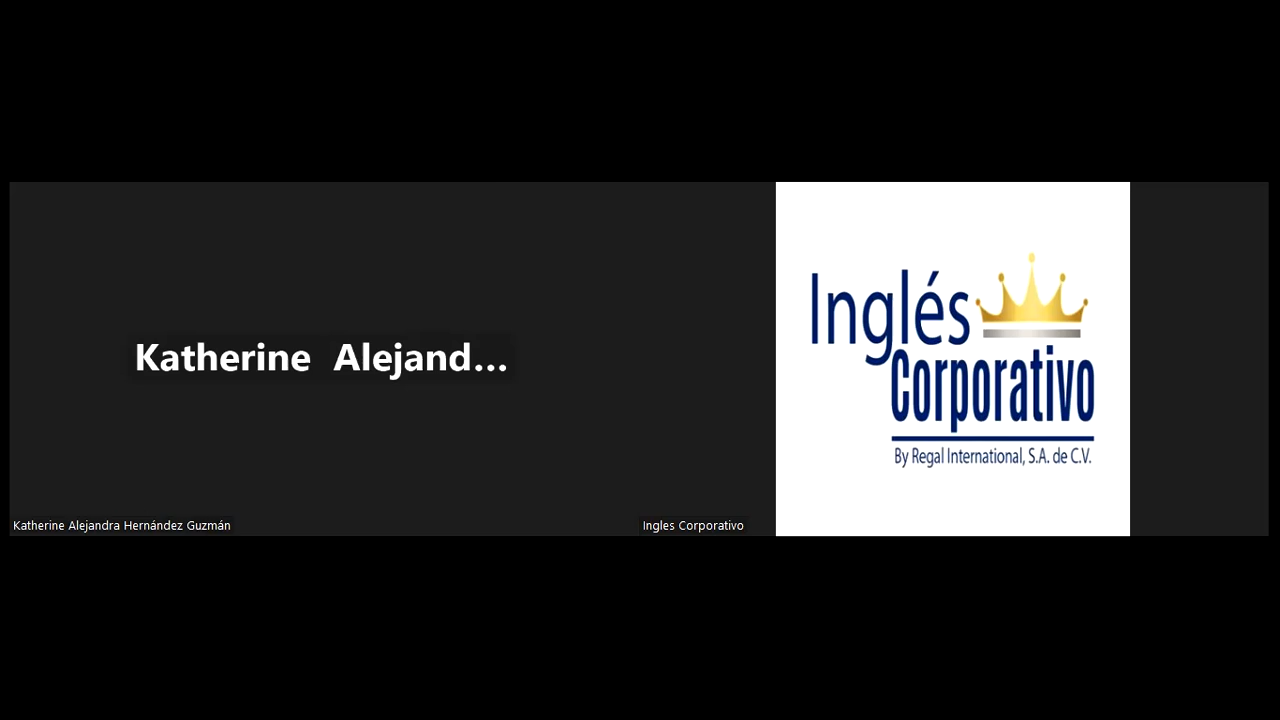 Katherine Alejand...
Katherine Alejandra Hernández Guzmán
Ingles Corporativo
Inglés
Corporativo
By Regal International, S.A. de C.V.